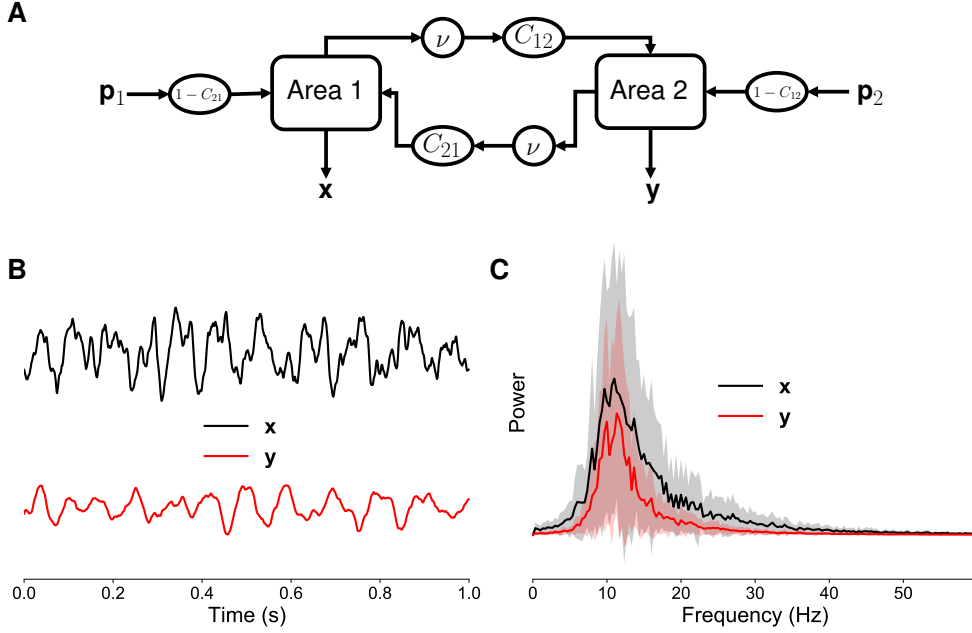 A
ν C₁₂
p₁ 1 − C₂₁ Area 1 Area 2 1 − C₁₂ p₂
C₂₁ ν
x y
B
x
y
0.0 0.2 0.4 0.6 0.8 1.0
Time (s)
C
Power
x
y
0 10 20 30 40 50
Frequency (Hz)